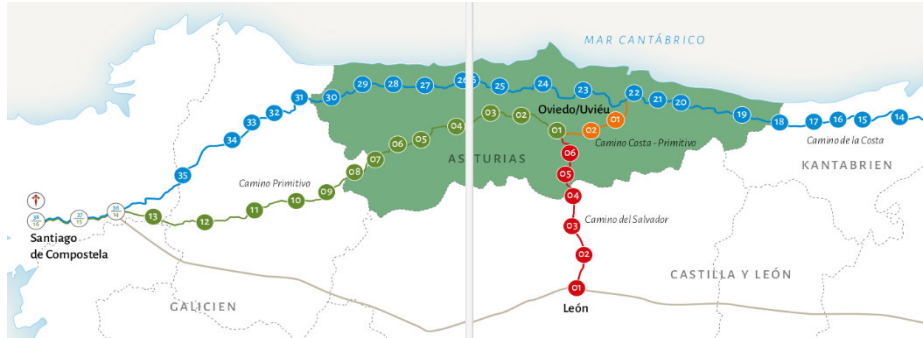 MAR CANTÁBRICO
26 6
29 28 27 25 24 23
31 30 22 21 20
Oviedo/Uviéu
33 32 19 18 17 16 15 14
34
03 02 01 02 01
04
05
06
07
08
Camino Costa - Primitivo
Camino de la Costa
ASTURIAS
KANTABRIEN
06
05
35
Camino Primitivo
09
10
11
12
13
04
03
Camino del Salvador
02
01
León
Santiago
de Compostela
GALICIEN
CASTILLA Y LEÓN